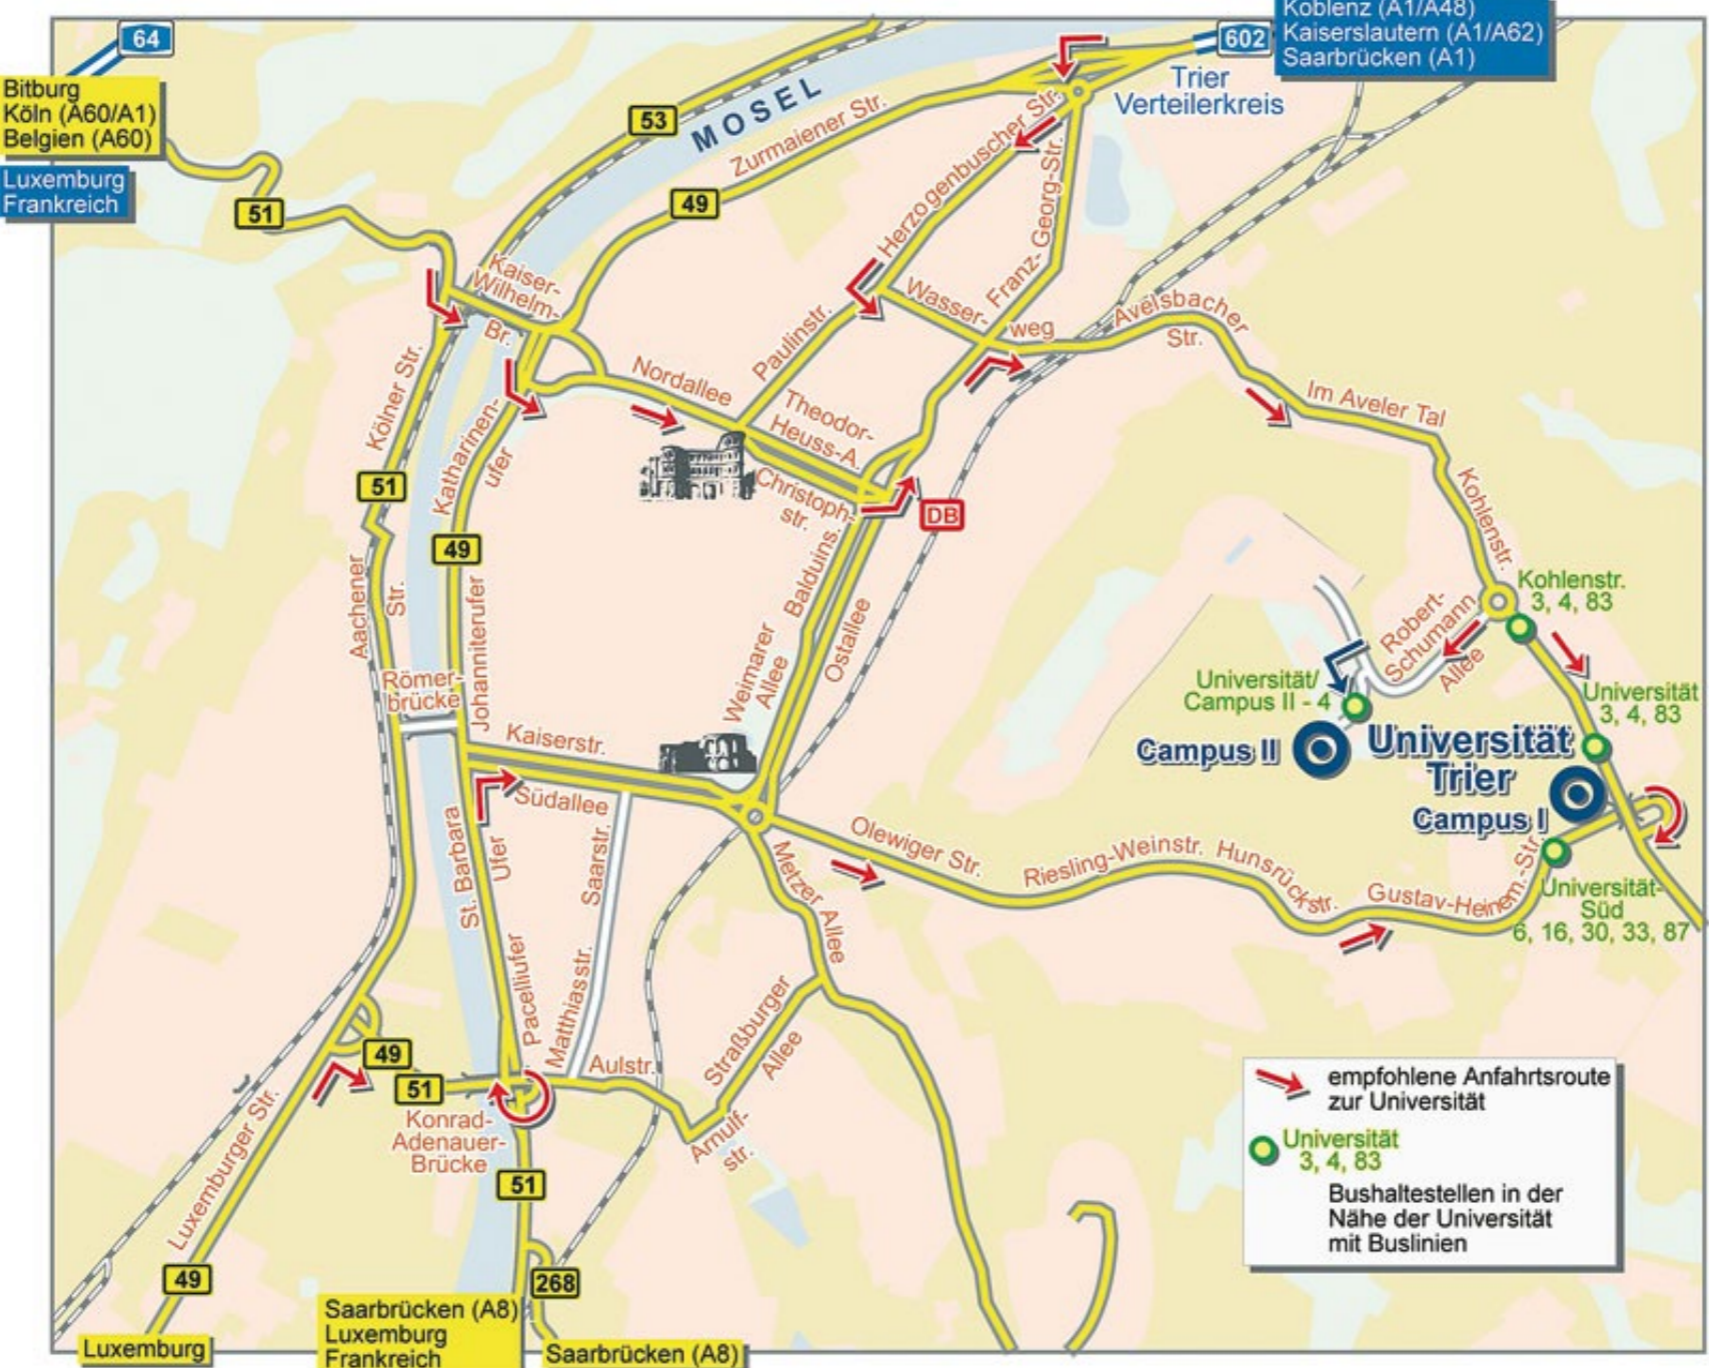 64
Bitburg
Köln (A60/A1)
Belgien (A60)
Luxemburg
Frankreich
51
53
MOSEL
Zurmaiener Str.
49
602
Koblenz (A1/A48)
Kaiserslautern (A1/A62)
Saarbrücken (A1)
Trier
Verteilerkreis
Herzogenbuscher Str.
Franz-Georg-Str.
Kaiser-
Wilhelm-
Br.
Wasser-
weg
Avelsbacher
Str.
Paulinstr.
Nordallee
Theodor-
Heuss-A.
Christoph-
str.
Im Aveler Tal
Kohlenstr.
Kölner Str.
Katharinen-
ufer
51
49
DB
Balduins.
Aachener
Str.
Johanniterufer
Römer-
brücke
Weimarer
Allee
Ostallee
Kohlenstr.
3, 4, 83
Robert-
Schumann
Allee
Universität/
Campus II - 4
Universität
3, 4, 83
Campus II
Universität
Trier
Campus I
Kaiserstr.
Südallee
St. Barbara
Ufer
Saarstr.
Olewiger Str.
Riesling-Weinstr.
Hunsrückstr.
Gustav-Heinem.-Str.
Universität-
Süd
6, 16, 30, 33, 87
Metzer Allee
Pacelliufer
Matthiasstr.
Aulstr.
Straßburger
Allee
Arnulf-
str.
49
51
Konrad-
Adenauer-
Brücke
Luxemburger Str.
51
49
268
Luxemburg
Saarbrücken (A8)
Luxemburg
Frankreich
Saarbrücken (A8)
empfohlene Anfahrtsroute
zur Universität
Universität
3, 4, 83
Bushaltestellen in der
Nähe der Universität
mit Buslinien